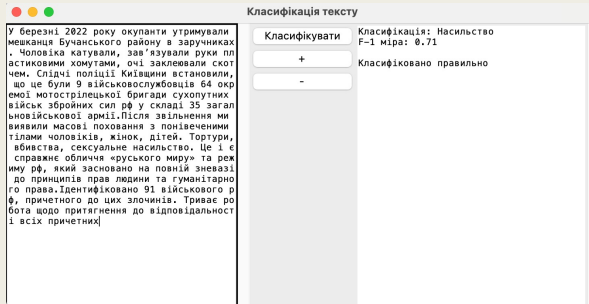 Класифікація тексту
У березні 2022 року окупанти утримували
мешканця Бучанського району в заручниках
. Чоловіка катували, зав’язували руки пл
астиковими хомутами, очі заклеювали скот
чем. Слідчі поліції Київщини встановили,
що це були 9 військовослужбовців 64 окр
емої мотострілецької бригади сухопутних
військ збройних сил рф у складі 35 загал
ьновійськової армії.Після звільнення ми
виявили масові поховання з понівеченими
тілами чоловіків, жінок, дітей. Тортури,
вбивства, сексуальне насильство. Це і є
справжнє обличчя «руського миру» та реж
иму рф, який засновано на повній зневазі
до принципів прав людини та гуманітарно
го права.Ідентифіковано 91 військового р
ф, причетного до цих злочинів. Триває ро
бота щодо притягнення до відповідальност
і всіх причетних
Класифікувати
+
-
Класифікація: Насильство
F-1 міра: 0.71
Класифіковано правильно